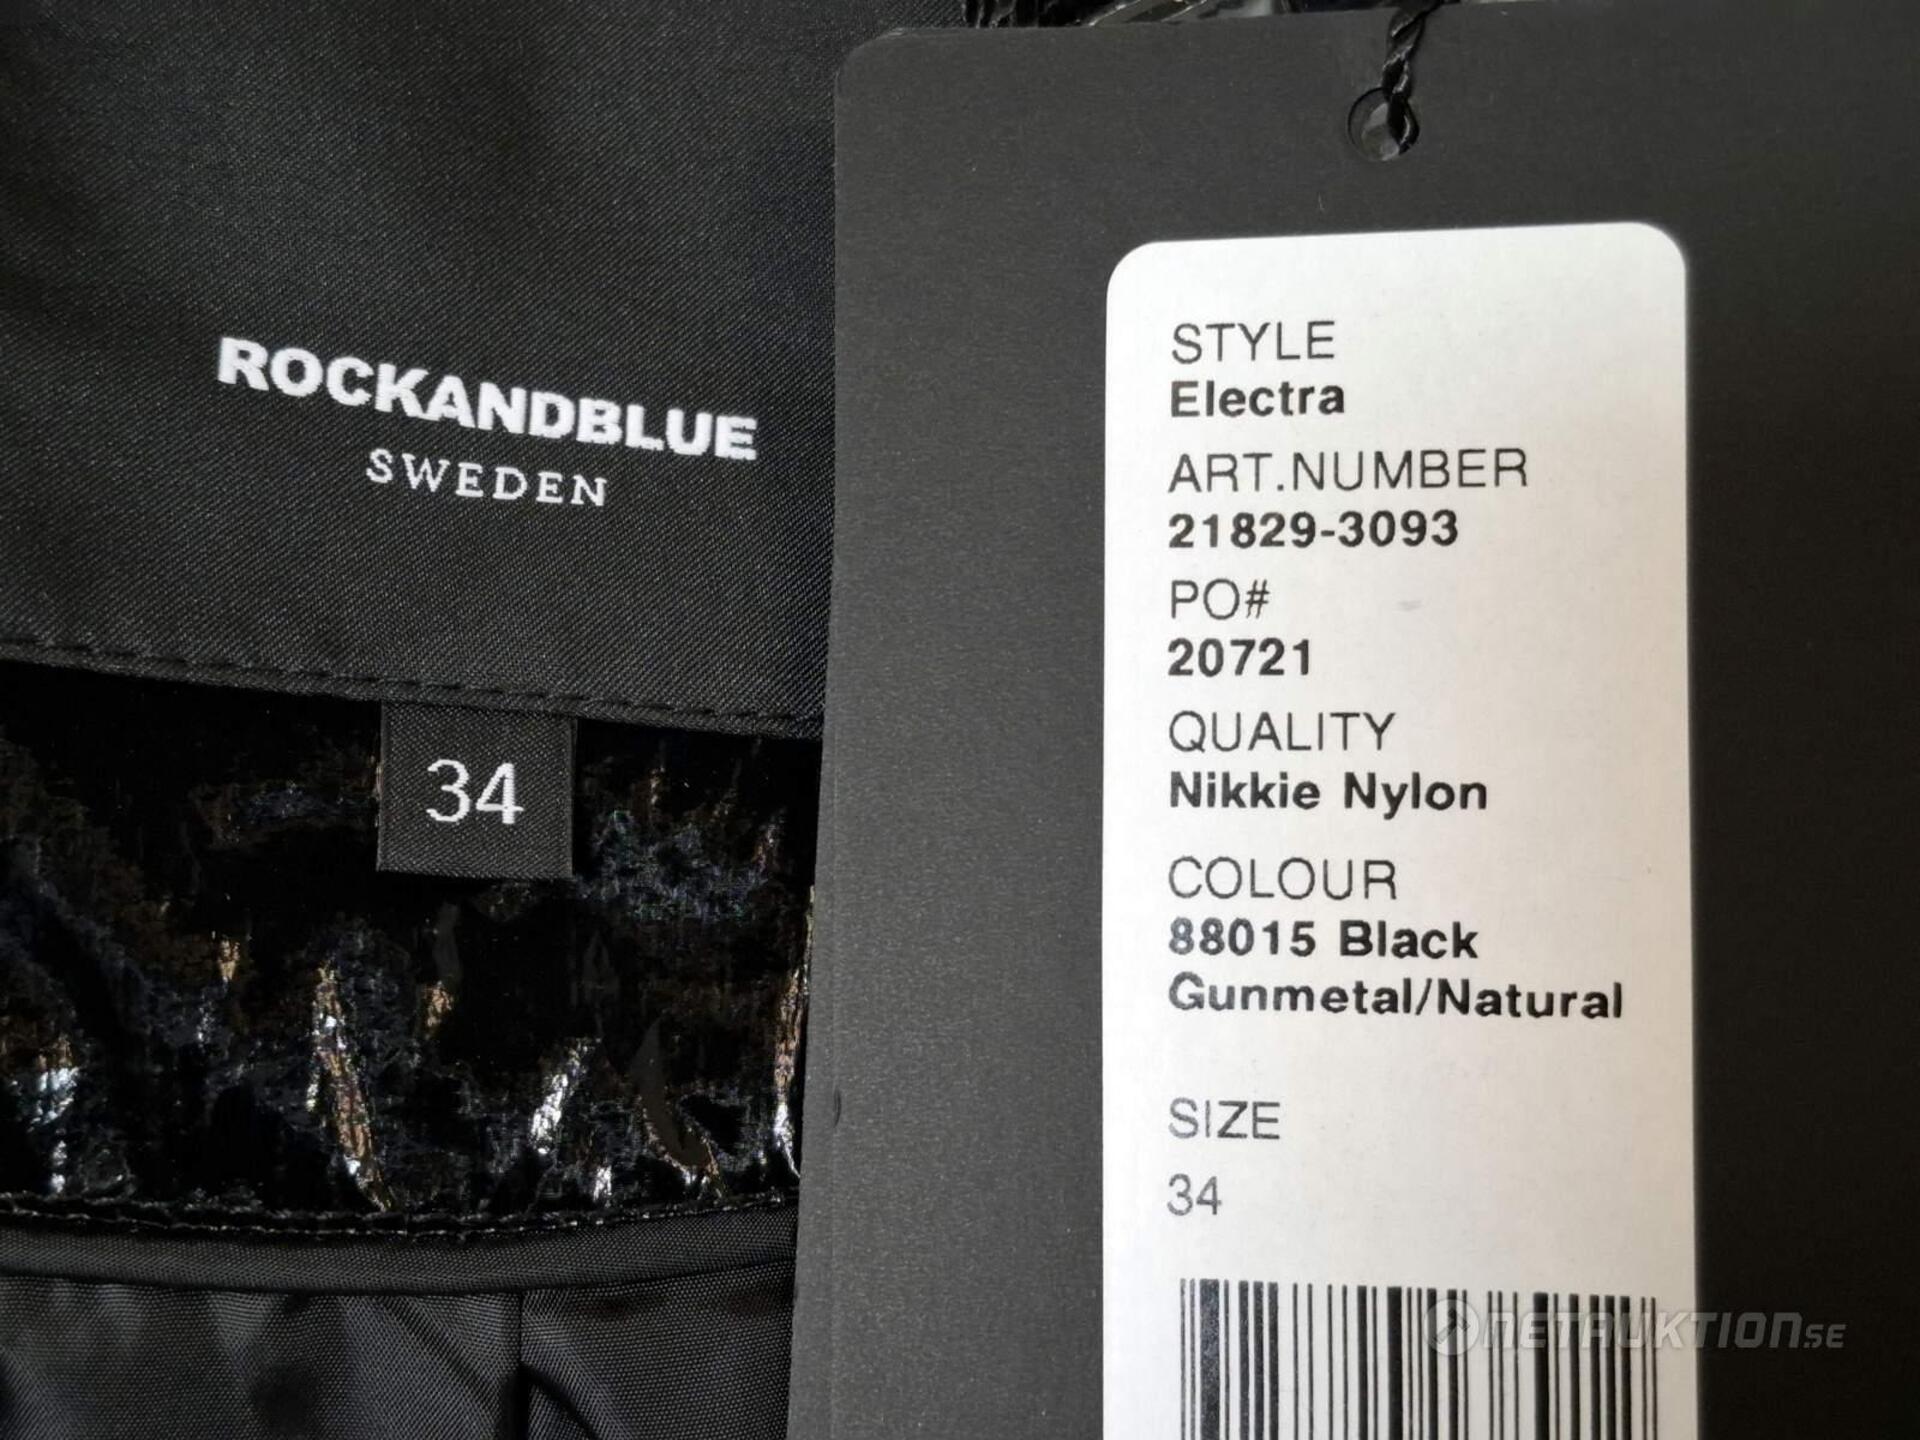 ROCKANDBLUE
SWEDEN
34
STYLE
Electra
ART.NUMBER
21829-3093
PO#
20721
QUALITY
Nikkie Nylon
COLOUR
88015 Black
Gunmetal/Natural
SIZE
34
NETAUKTION.SE